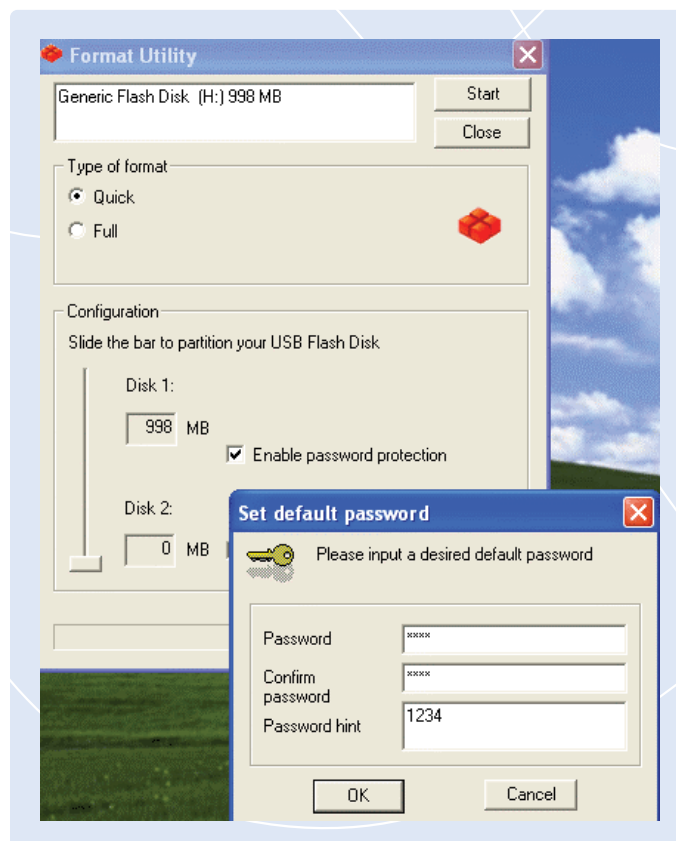 Format Utility
Generic Flash Disk (H:) 998 MB
Start
Close
Type of format
Quick
Full
Configuration
Slide the bar to partition your USB Flash Disk
Disk 1:
998 MB
Enable password protection
Disk 2:
0 MB
Set default password
Please input a desired default password
Password
****
Confirm
password
****
Password hint
1234
OK
Cancel